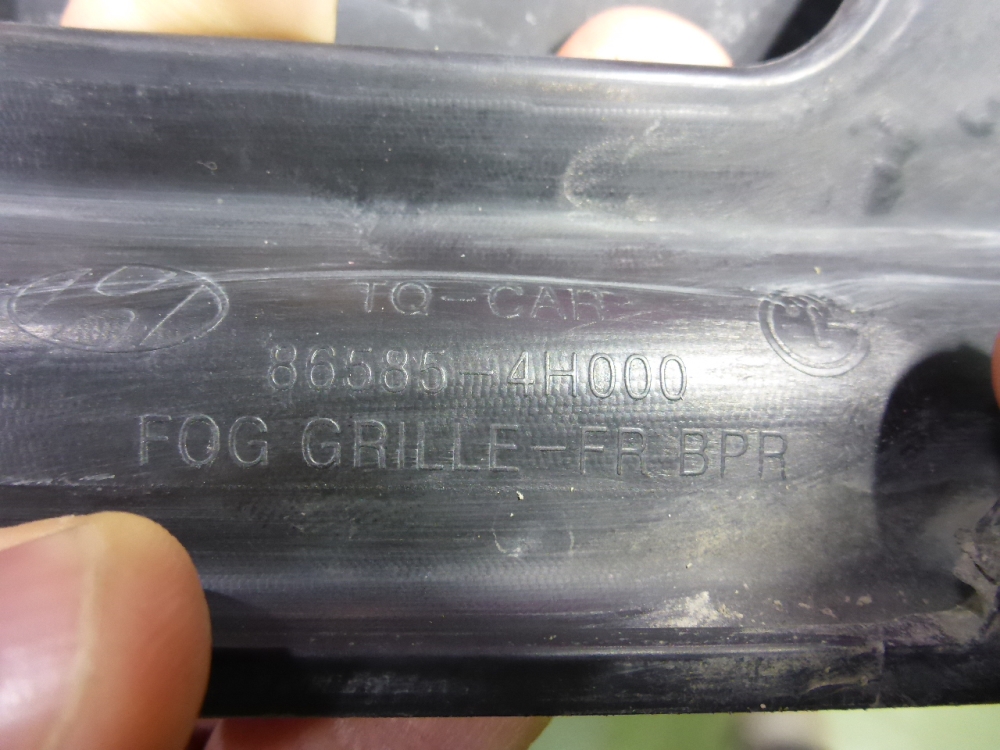 TQ-CAR
86585-4H000
FOG GRILLE-FR BPR